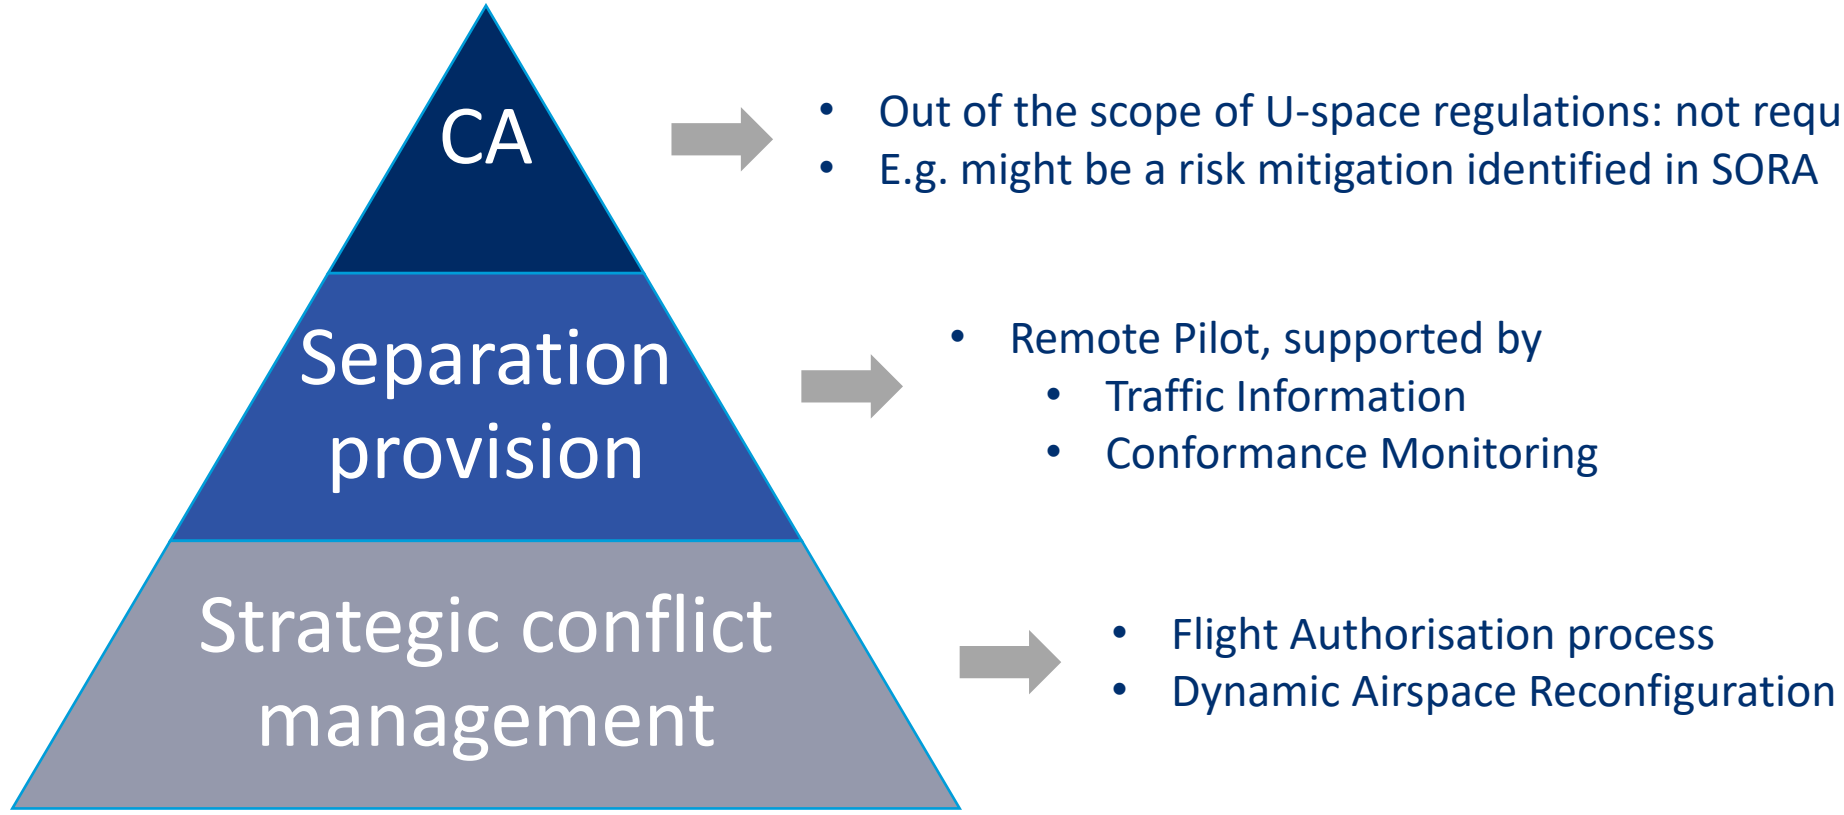 CA
• Out of the scope of U-space regulations: not requ
• E.g. might be a risk mitigation identified in SORA
Separation
provision
• Remote Pilot, supported by
• Traffic Information
• Conformance Monitoring
Strategic conflict
management
• Flight Authorisation process
• Dynamic Airspace Reconfiguration